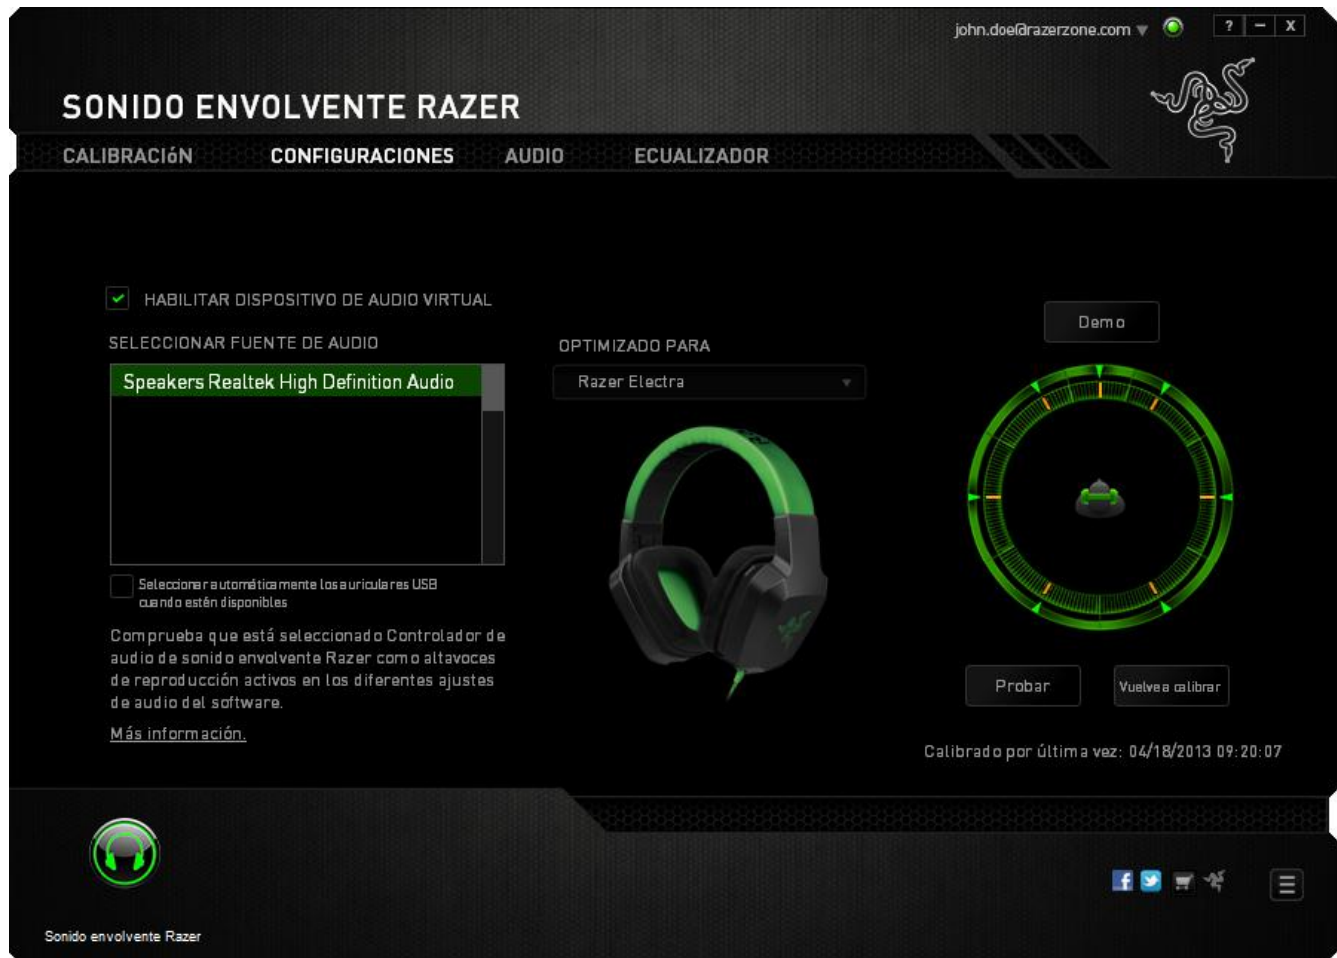 john.doe@razerzone.com
? – X
SONIDO ENVOLVENTE RAZER
CALIBRACIóN CONFIGURACIONES AUDIO ECUALIZADOR
HABILITAR DISPOSITIVO DE AUDIO VIRTUAL
SELECCIONAR FUENTE DE AUDIO
Speakers Realtek High Definition Audio
Seleccionar automáticamente los auriculares USB
cuando estén disponibles
Comprueba que está seleccionado Controlador de
audio de sonido envolvente Razer como altavoces
de reproducción activos en los diferentes ajustes
de audio del software.
Más información.
OPTIMIZADO PARA
Razer Electra
Demo
Probar
Vuelve a calibrar
Calibrado por última vez: 04/18/2013 09:20:07
Sonido envolvente Razer